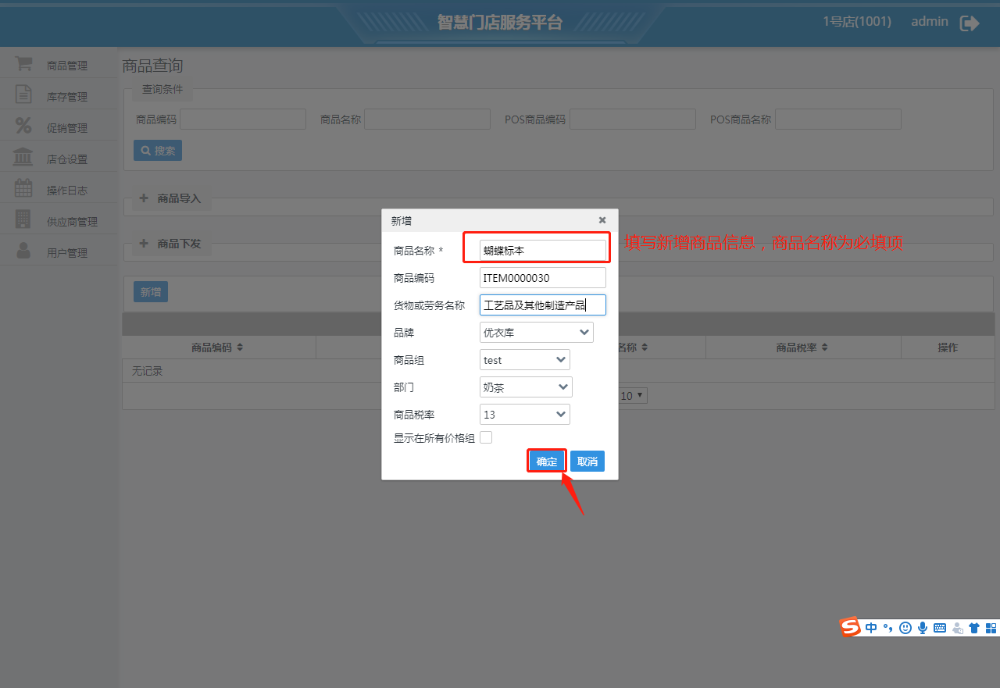 智慧门店服务平台
1号店(1001) admin
商品管理
库存管理
促销管理
店仓设置
操作日志
供应商管理
用户管理
商品查询
查询条件
商品编码 商品名称 POS商品编码 POS商品名称
搜索
商品导入
商品下发
新增
商品编码 名称 商品税率 操作
无记录
10
新增
商品名称 * 蝴蝶标本
填写新增商品信息，商品名称为必填项
商品编码 ITEM0000030
货物或劳务名称 工艺品及其他制造产品
品牌 优衣库
商品组 test
部门 奶茶
商品税率 13
显示在所有价格组
确定 取消
S 中